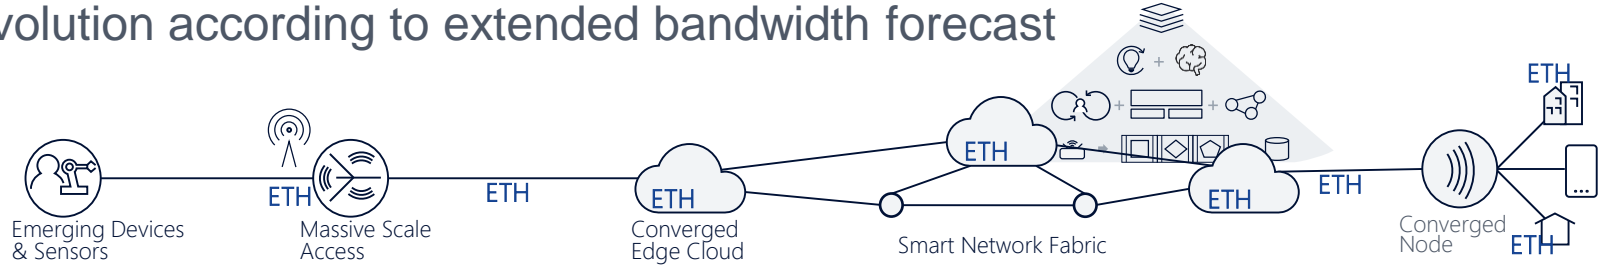 volution according to extended bandwidth forecast
ETH
ETH
ETH
ETH
ETH
ETH
ETH
ETH
Emerging Devices
& Sensors
Massive Scale
Access
Converged
Edge Cloud
Smart Network Fabric
Converged
Node